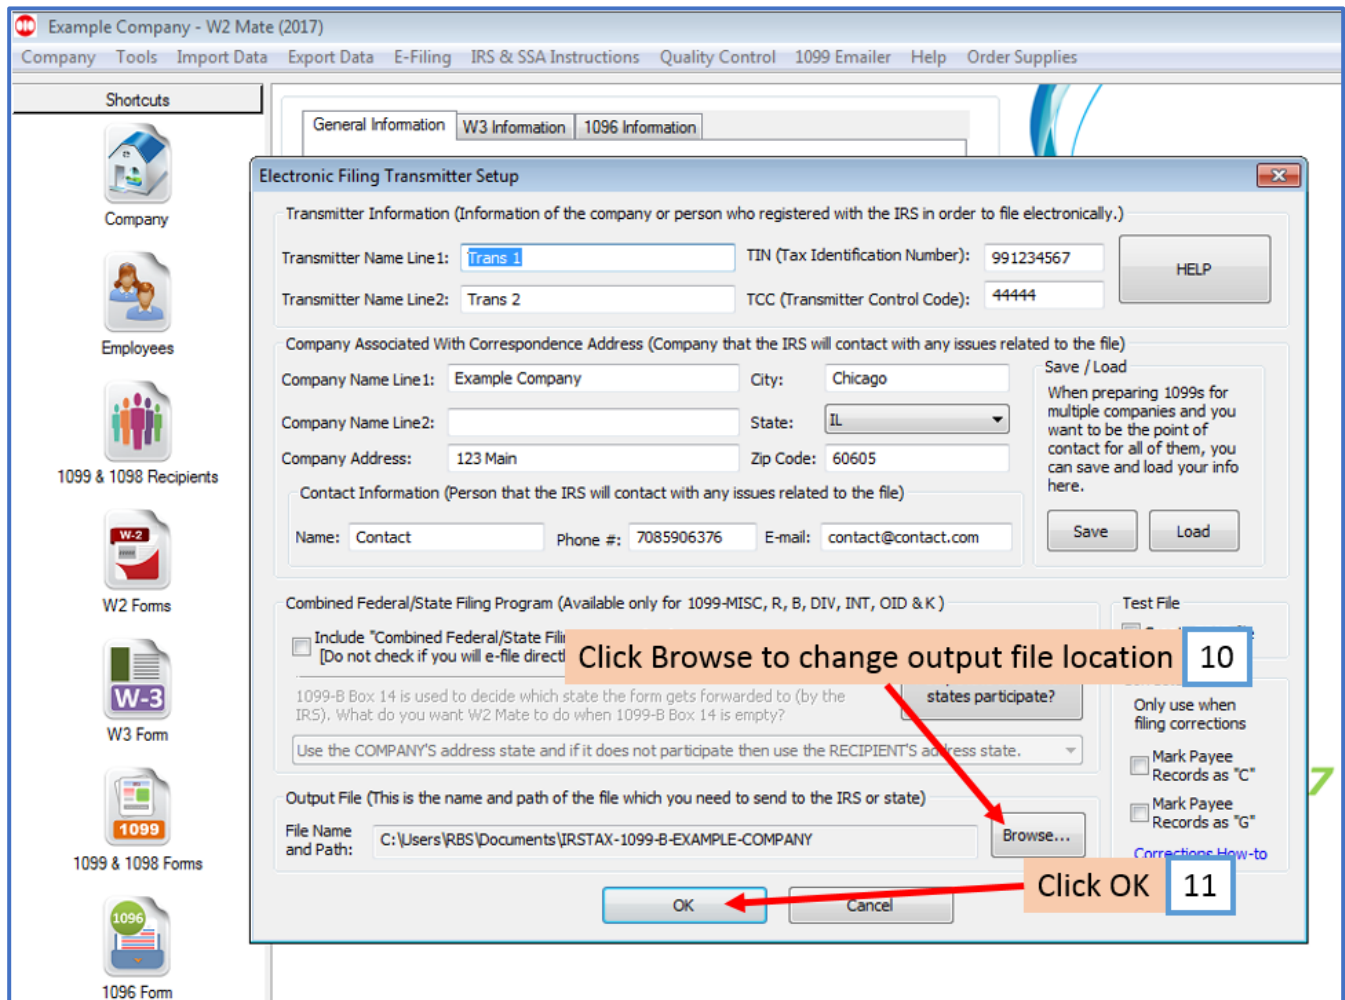 Example Company - W2 Mate (2017)
Company Tools Import Data Export Data E-Filing IRS & SSA Instructions Quality Control 1099 Emailer Help Order Supplies
Shortcuts
Company
Employees
1099 & 1098 Recipients
W-2
W2 Forms
W-3
W3 Form
1099
1099 & 1098 Forms
1096
1096 Form
General Information W3 Information 1096 Information
Electronic Filing Transmitter Setup
Transmitter Information (Information of the company or person who registered with the IRS in order to file electronically.)
Transmitter Name Line1: Trans 1 TIN (Tax Identification Number): 991234567
HELP
Transmitter Name Line2: Trans 2 TCC (Transmitter Control Code): 44444
Company Associated With Correspondence Address (Company that the IRS will contact with any issues related to the file)
Company Name Line1: Example Company City: Chicago
Company Name Line2: State: IL
Company Address: 123 Main Zip Code: 60605
Save / Load
When preparing 1099s for
multiple companies and you
want to be the point of
contact for all of them, you
can save and load your info
here.
Save Load
Contact Information (Person that the IRS will contact with any issues related to the file)
Name: Contact Phone #: 7085906376 E-mail: contact@contact.com
Combined Federal/State Filing Program (Available only for 1099-MISC, R, B, DIV, INT, OID & K )
Include "Combined Federal/State Fili
[Do not check if you will e-file direct
Click Browse to change output file location 10
1099-B Box 14 is used to decide which state the form gets forwarded to (by the
IRS). What do you want W2 Mate to do when 1099-B Box 14 is empty?
states participate?
Use the COMPANY'S address state and if it does not participate then use the RECIPIENT'S address state.
Test File
Only use when
filing corrections
Mark Payee
Records as "C"
Mark Payee
Records as "G"
Corrections How-to
7
Output File (This is the name and path of the file which you need to send to the IRS or state)
File Name
and Path: C:\Users\RBS\Documents\IRSTAX-1099-B-EXAMPLE-COMPANY Browse...
Click OK 11
OK Cancel